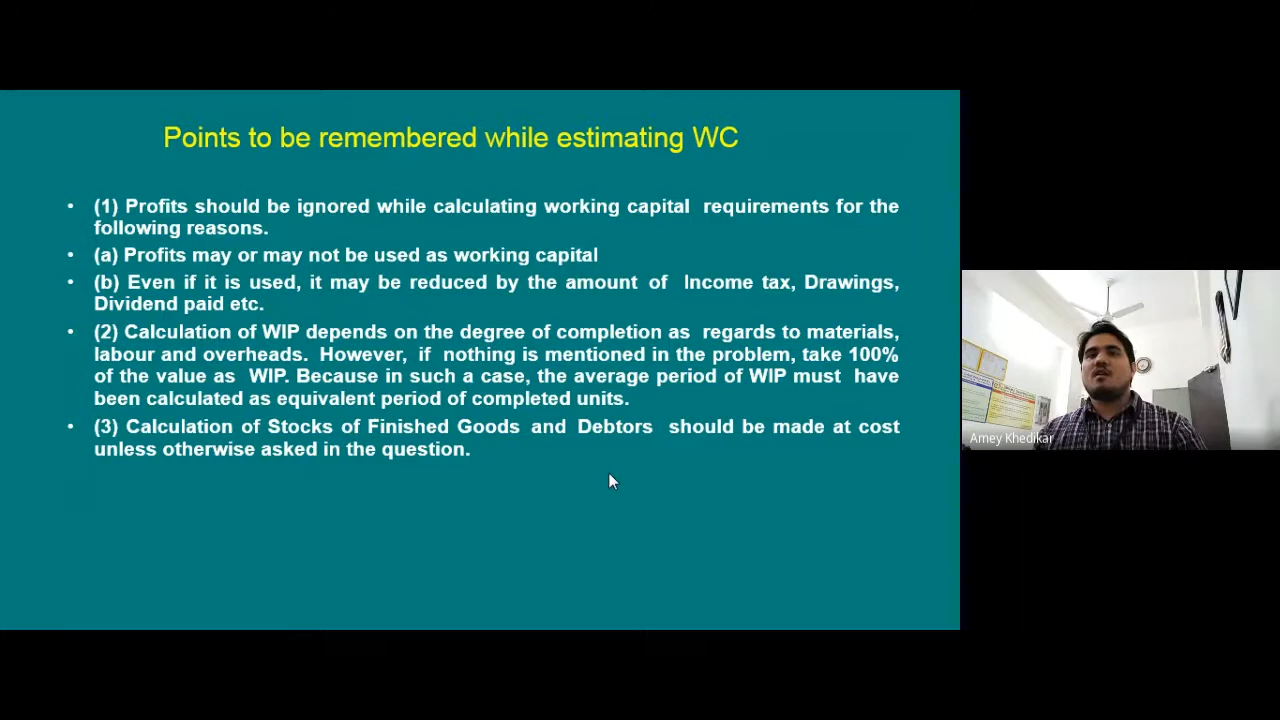 Points to be remembered while estimating WC
• (1) Profits should be ignored while calculating working capital requirements for the
following reasons.
• (a) Profits may or may not be used as working capital
• (b) Even if it is used, it may be reduced by the amount of Income tax, Drawings,
Dividend paid etc.
• (2) Calculation of WIP depends on the degree of completion as regards to materials,
labour and overheads. However, if nothing is mentioned in the problem, take 100%
of the value as WIP. Because in such a case, the average period of WIP must have
been calculated as equivalent period of completed units.
• (3) Calculation of Stocks of Finished Goods and Debtors should be made at cost
unless otherwise asked in the question.
Amey Khedikar